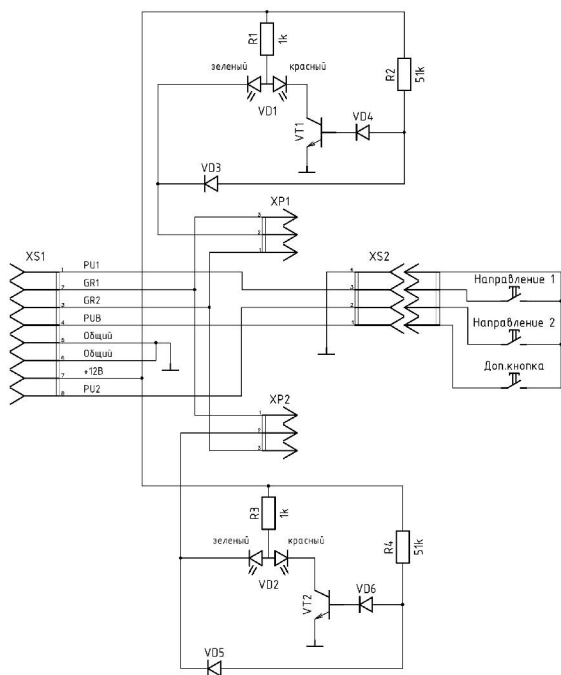 R1
1k
зеленый
красный
R2
51k
VD1
VT1
VD4
VD3
XP1
3
2
1
XS1
XS2
1
PU1
2
GR1
3
GR2
4
PUB
5
Общий
6
Общий
7
+12В
8
PU2
4
3
2
1
Направление 1
Направление 2
Доп.кнопка
XP2
1
2
3
R3
1k
зеленый
красный
R4
51k
VD2
VT2
VD6
VD5